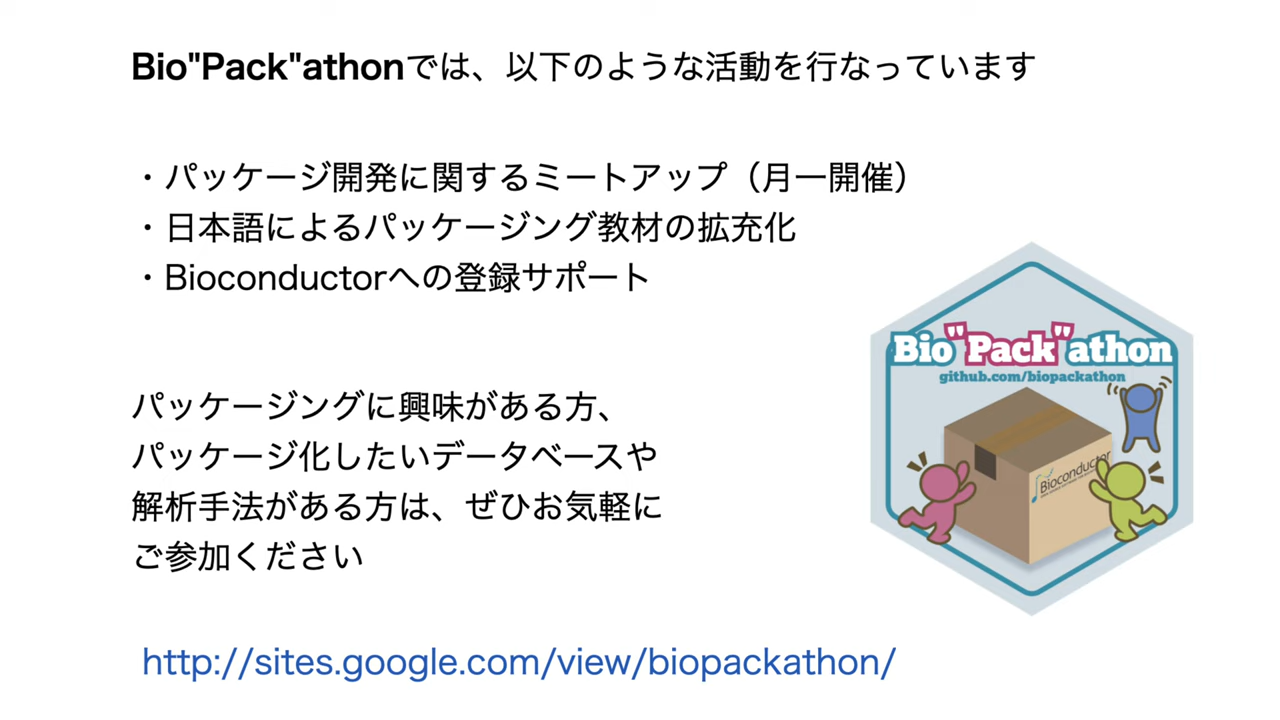 Bio"Pack"athonでは、以下のような活動を行なっています
・パッケージ開発に関するミートアップ（月一開催）
・日本語によるパッケージング教材の拡充化
・Bioconductorへの登録サポート
パッケージングに興味がある方、
パッケージ化したいデータベースや
解析手法がある方は、ぜひお気軽に
ご参加ください
http://sites.google.com/view/biopackathon/
Bio"Pack"athon
github.com/biopackathon
Bioconductor